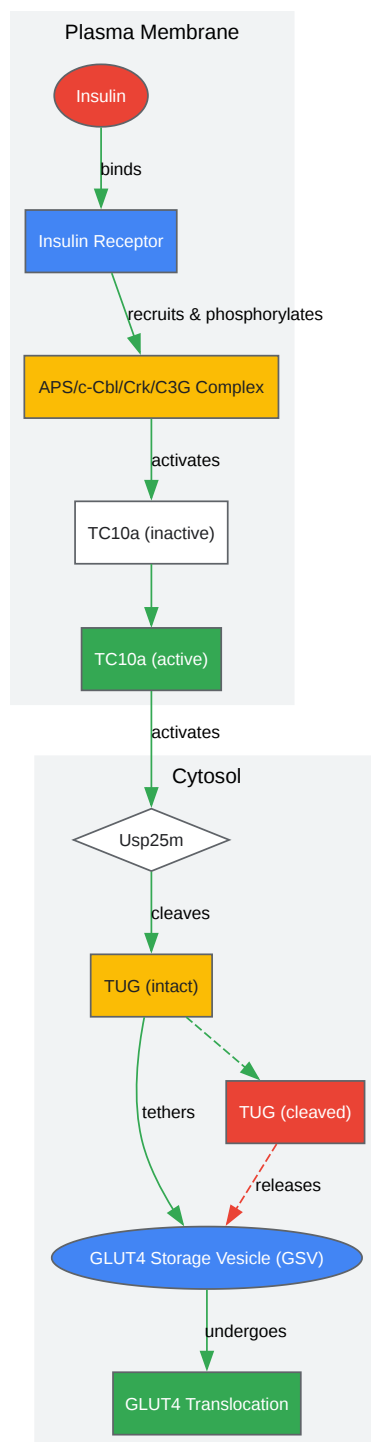 Plasma Membrane
Insulin
binds
Insulin Receptor
recruits & phosphorylates
APS/c-Cbl/Crk/C3G Complex
activates
TC10a (inactive)
TC10a (active)
activates
Cytosol
Usp25m
cleaves
TUG (intact)
tethers
TUG (cleaved)
releases
GLUT4 Storage Vesicle (GSV)
undergoes
GLUT4 Translocation